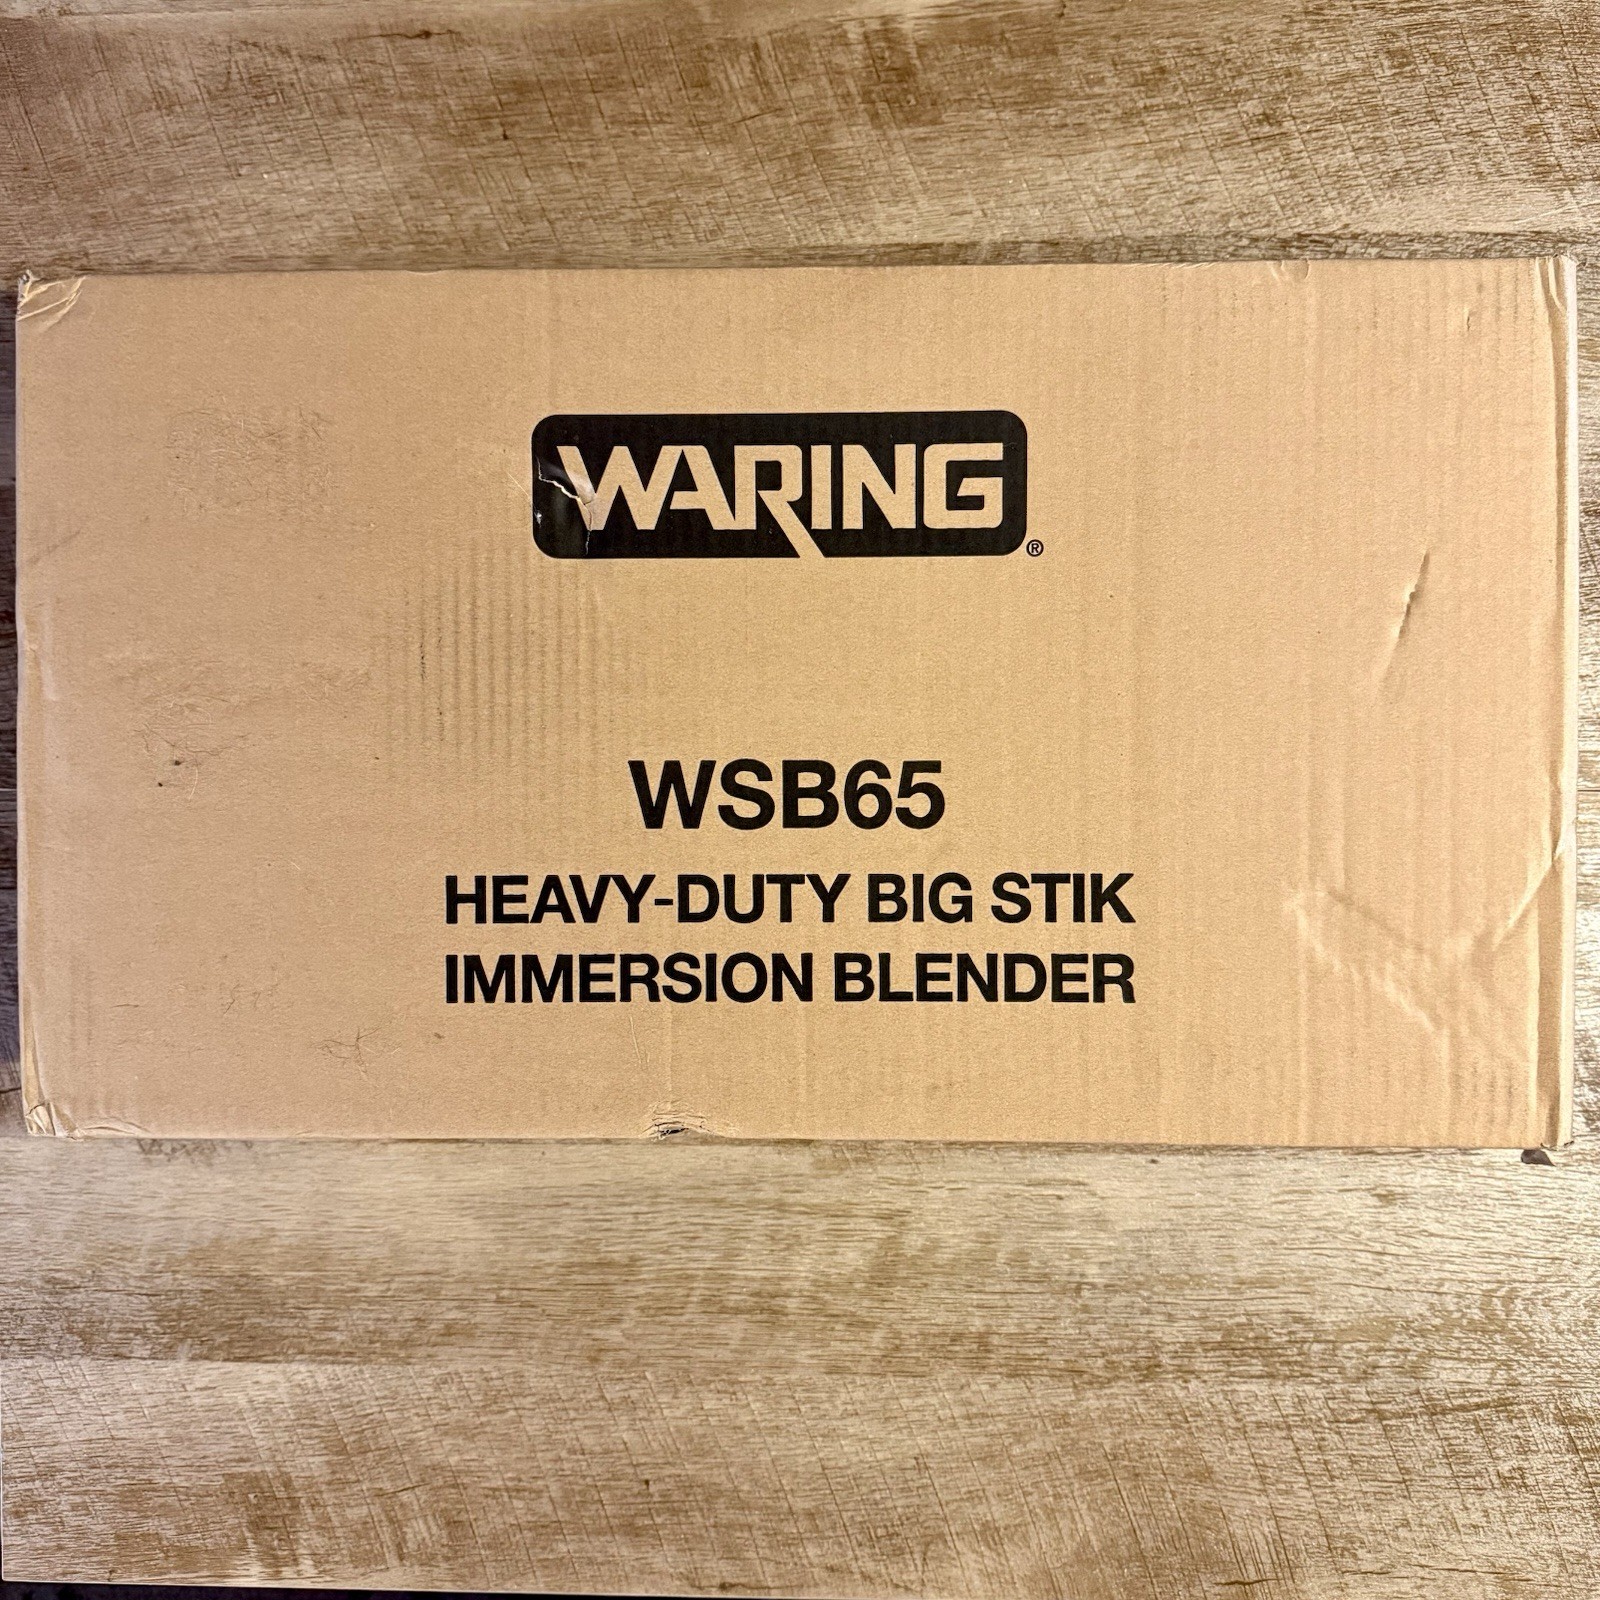 WARING®
WSB65
HEAVY-DUTY BIG STIK
IMMERSION BLENDER